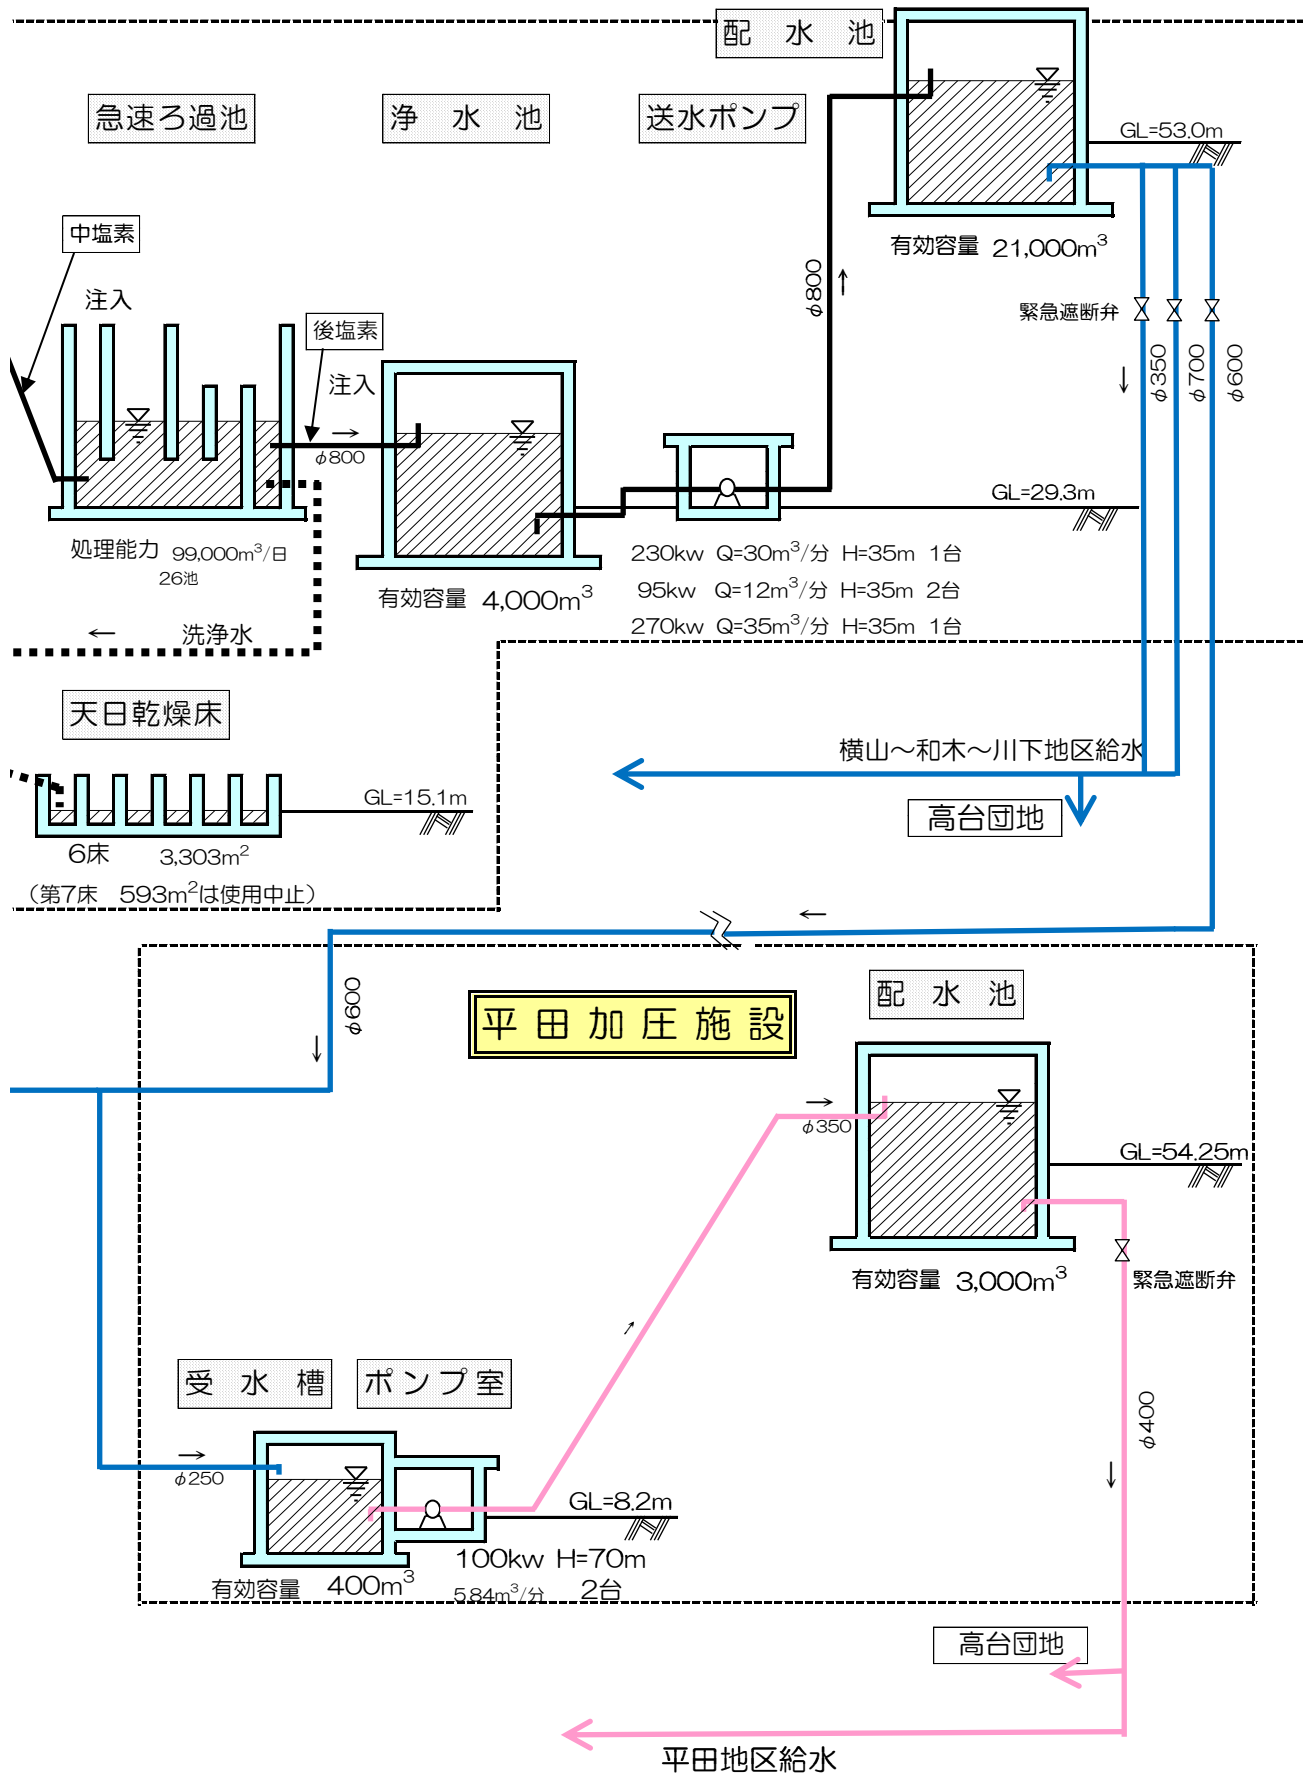 配 水 池
急速ろ過池
浄 水 池
送水ポンプ
GL=53.0m
中塩素
注入
有効容量 21,000m³
φ800
緊急遮断弁
後塩素
注入
φ350
φ700
φ600
φ800
GL=29.3m
処理能力 99,000m³/日
26池
230kw Q=30m³/分 H=35m 1台
95kw Q=12m³/分 H=35m 2台
270kw Q=35m³/分 H=35m 1台
有効容量 4,000m³
← 洗浄水
天日乾燥床
横山～和木～川下地区給水
GL=15.1m
高台団地
6床 3,303m²
（第7床 593m²は使用中止）
φ600
平田加圧施設
配 水 池
φ350
GL=54.25m
有効容量 3,000m³
緊急遮断弁
受 水 槽
ポンプ室
φ400
φ250
GL=8.2m
100kw H=70m
有効容量 400m³
5.84m³/分 2台
高台団地
平田地区給水